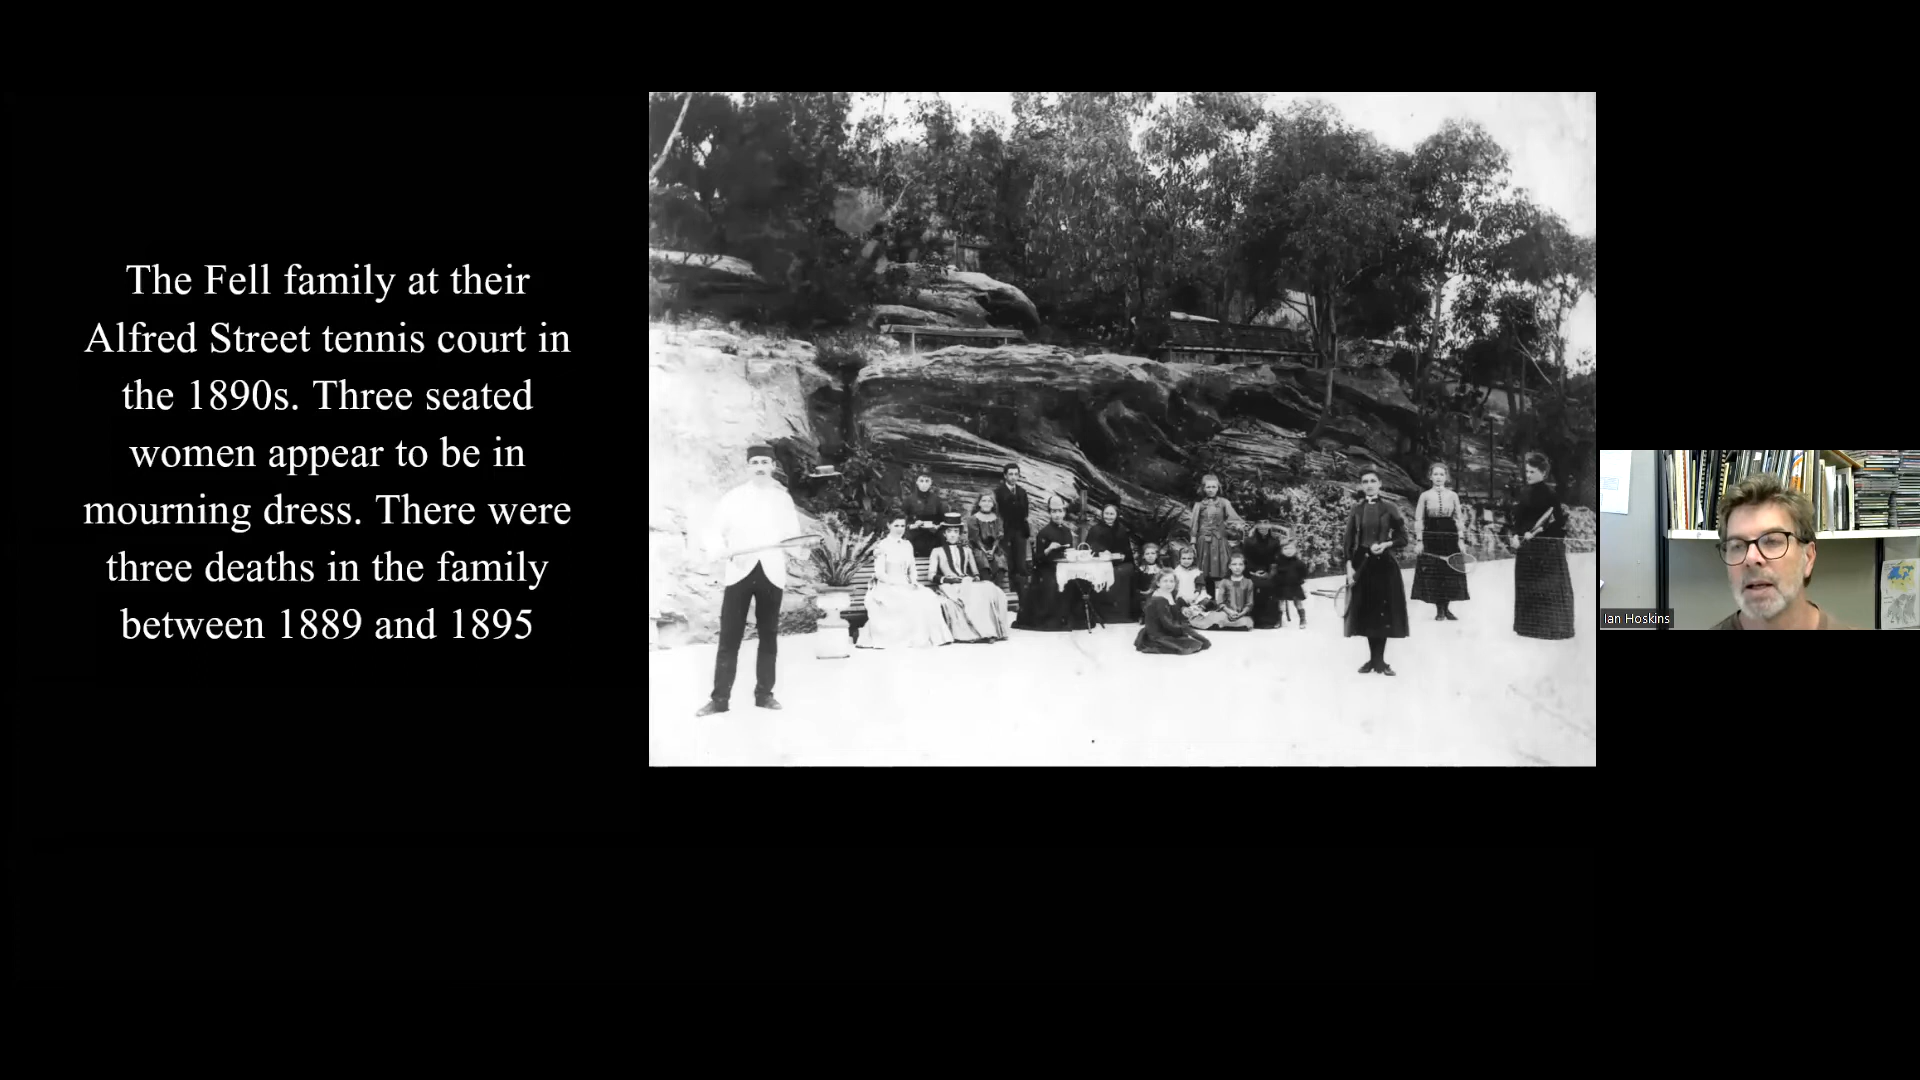 The Fell family at their
Alfred Street tennis court in
the 1890s. Three seated
women appear to be in
mourning dress. There were
three deaths in the family
between 1889 and 1895
Ian Hoskins